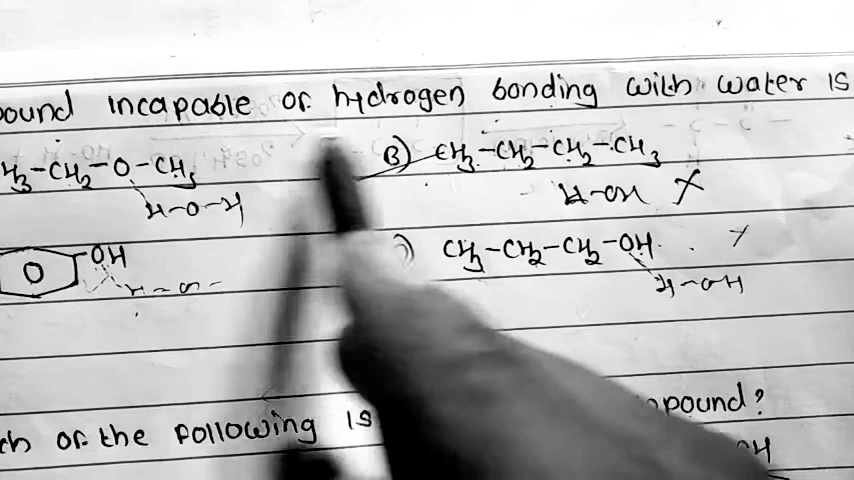 ound incapable of hydrogen bonding with water is
H₃-CH₂-O-CH₃ B) CH₃-CH₂-CH₂-CH₃
H-O-H H-OH X
OH ) CH₃-CH₂-CH₂-OH
O H-O- H-OH
ch of the following is pound?
OH